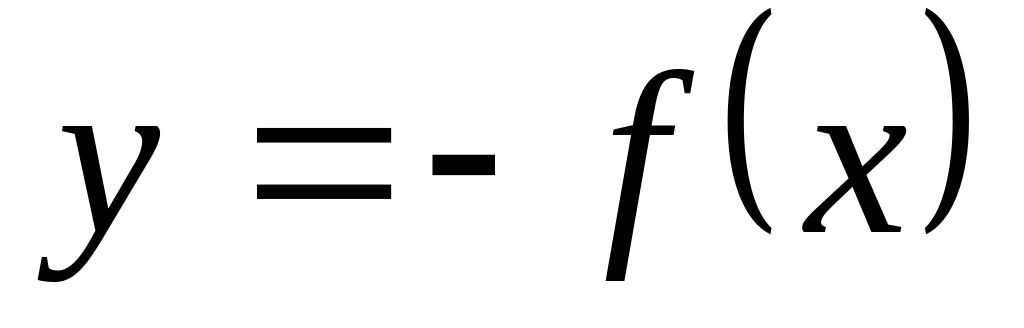 y = - f(x)